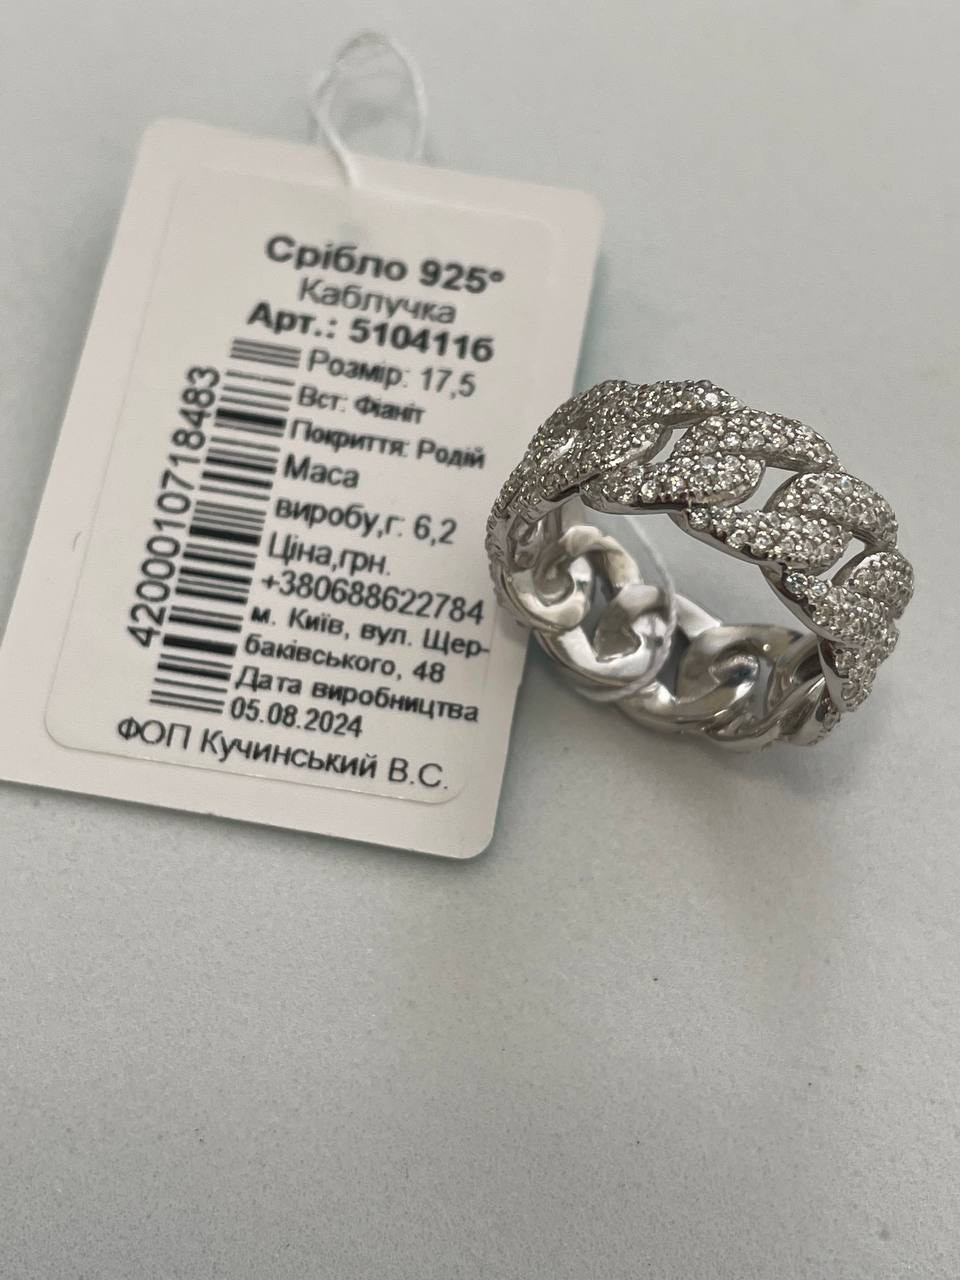 Срібло 925°
Каблучка
Арт.: 5104116
Розмір: 17,5
Вст: Фіаніт
Покриття: Родій
Маса
виробу,г: 6,2
Ціна,грн.
+380688622784
м. Київ, вул. Щер-
баківського, 48
Дата виробництва
05.08.2024
ФОП Кучинський В.С.
4200010718483